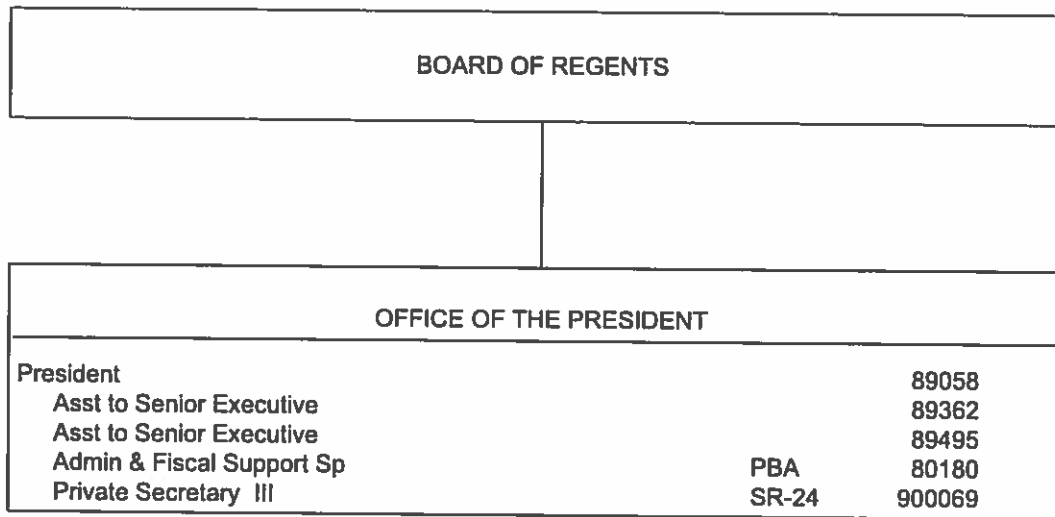 BOARD OF REGENTS
OFFICE OF THE PRESIDENT
President 89058
Asst to Senior Executive 89362
Asst to Senior Executive 89495
Admin & Fiscal Support Sp PBA 80180
Private Secretary III SR-24 900069